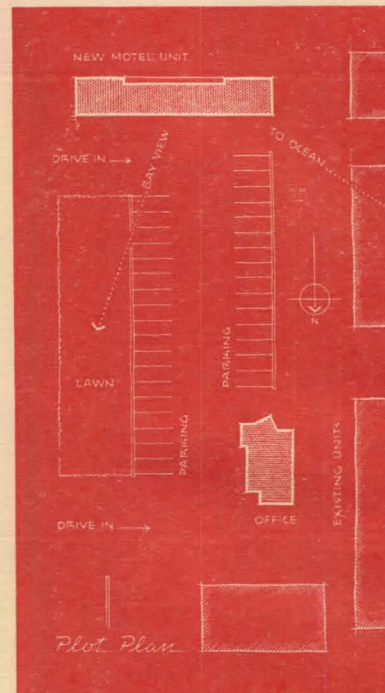 NEW MOTEL UNIT
DRIVE IN
BAY VIEW
TO OCEAN
N
PARKING
LAWN
PARKING
EXISTING UNITS
OFFICE
DRIVE IN
Plot Plan